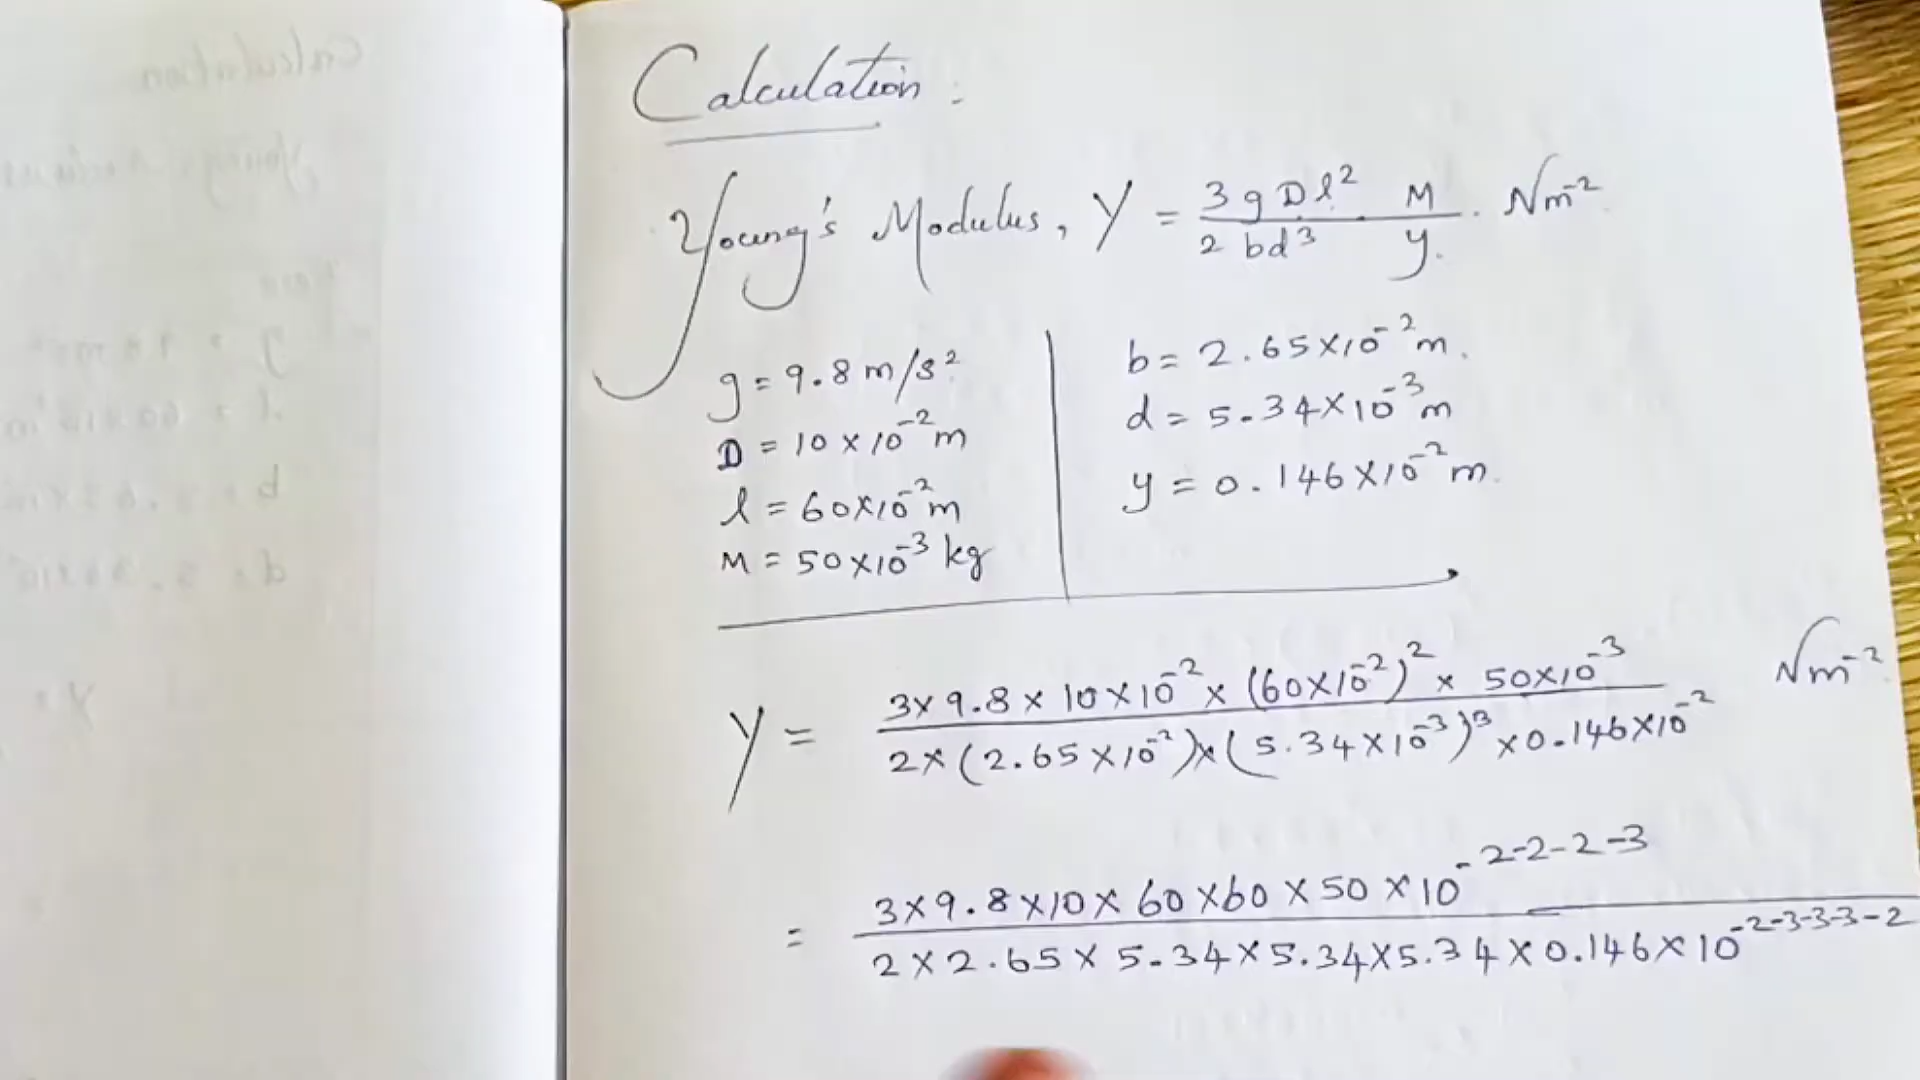 Calculation :
Young's Modulus, Y = 3 g D l² M / 2 bd³ y . Nm⁻²
g = 9.8 m/s²
D = 10 × 10⁻² m
l = 60×10⁻² m
M = 50×10⁻³ kg
b = 2.65×10⁻² m.
d = 5.34×10⁻³ m
y = 0.146×10⁻² m.
Y = 3×9.8×10×10⁻²×(60×10⁻²)²×50×10⁻³ / 2×(2.65×10⁻²)×(5.34×10⁻³)³×0.146×10⁻² Nm⁻²
= 3×9.8×10×60×60×50×10⁻²⁻²⁻²⁻³ / 2×2.65×5.34×5.34×5.34×0.146×10⁻²⁻³⁻³⁻³⁻²